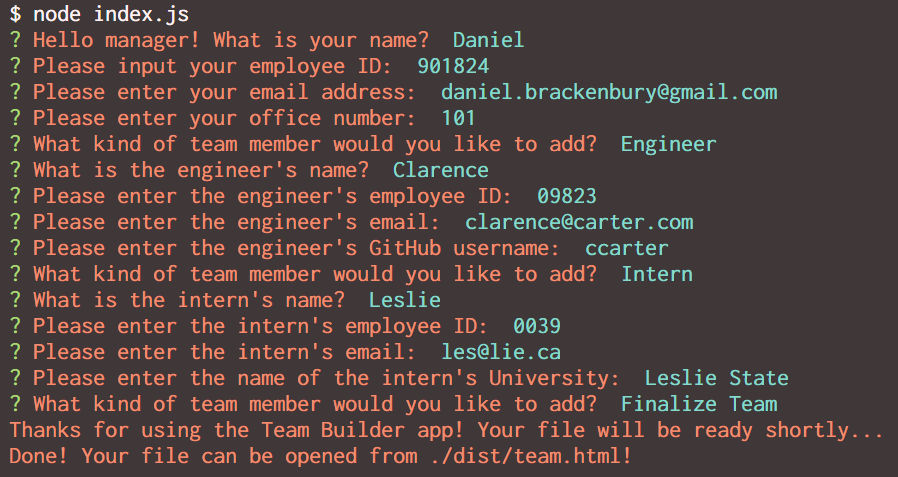 $ node index.js
? Hello manager! What is your name?  Daniel
? Please input your employee ID:  901824
? Please enter your email address:  daniel.brackenbury@gmail.com
? Please enter your office number:  101
? What kind of team member would you like to add?  Engineer
? What is the engineer's name?  Clarence
? Please enter the engineer's employee ID:  09823
? Please enter the engineer's email:  clarence@carter.com
? Please enter the engineer's GitHub username:  ccarter
? What kind of team member would you like to add?  Intern
? What is the intern's name?  Leslie
? Please enter the intern's employee ID:  0039
? Please enter the intern's email:  les@lie.ca
? Please enter the name of the intern's University:  Leslie State
? What kind of team member would you like to add?  Finalize Team
Thanks for using the Team Builder app! Your file will be ready shortly...
Done! Your file can be opened from ./dist/team.html!